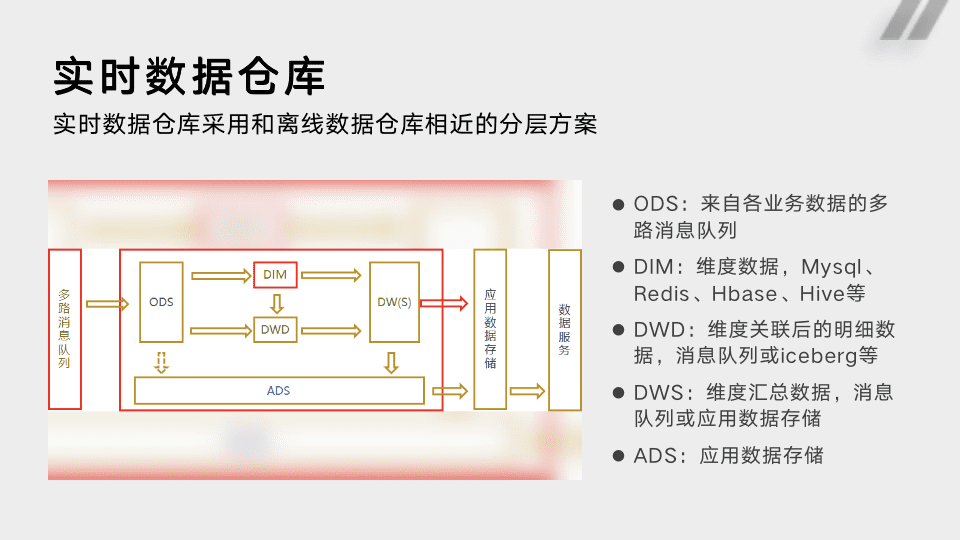 实时数据仓库
实时数据仓库采用和离线数据仓库相近的分层方案
多路消息队列
ODS
DIM
DWD
DW(S)
ADS
应用数据存储
数据服务
ODS：来自各业务数据的多
路消息队列
DIM：维度数据，Mysql、
Redis、Hbase、Hive等
DWD：维度关联后的明细数
据，消息队列或iceberg等
DWS：维度汇总数据，消息
队列或应用数据存储
ADS：应用数据存储